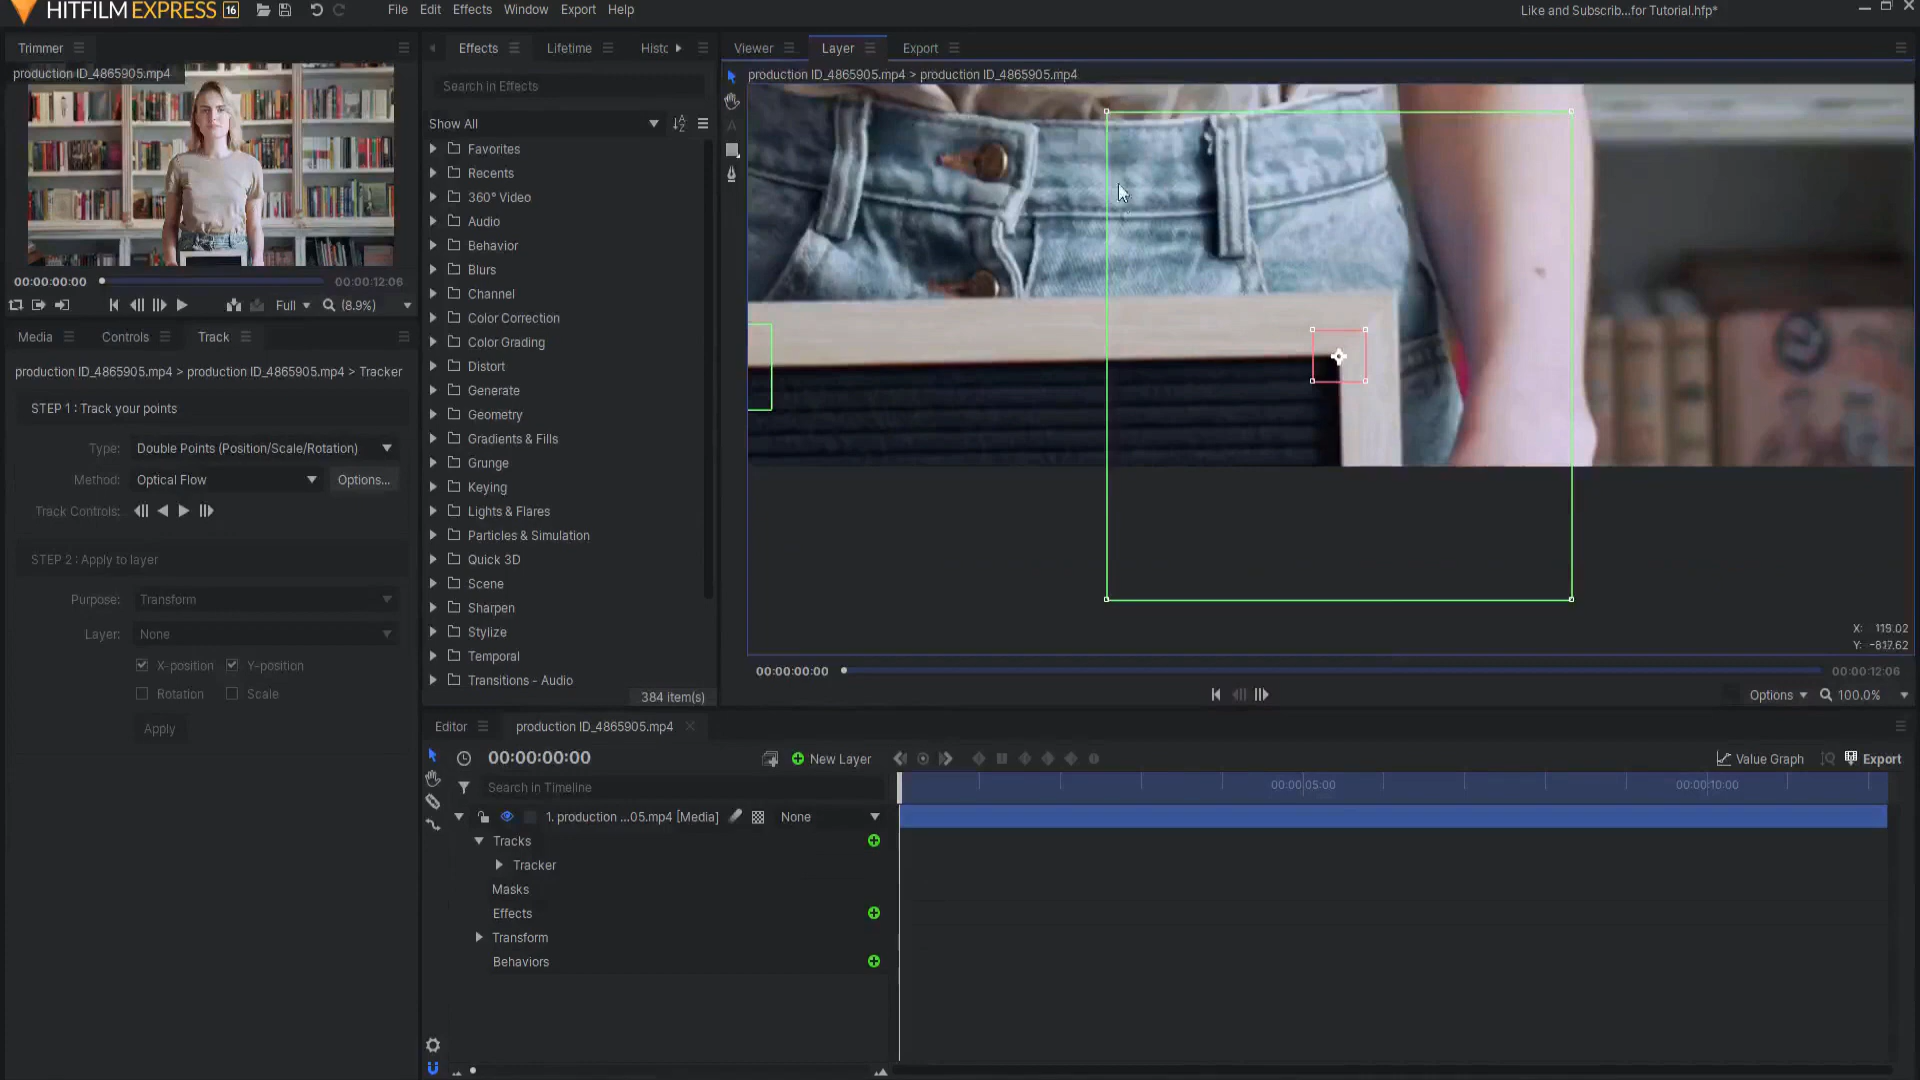 HITFILM EXPRESS 16
File Edit Effects Window Export Help
Like and Subscrib...for Tutorial.hfp*
Trimmer
production ID_4865905.mp4
00:00:00:00
00:00:12:06
Full
(8.9%)
Media
Controls
Track
production ID_4865905.mp4 > production ID_4865905.mp4 > Tracker
STEP 1 : Track your points
Type: Double Points (Position/Scale/Rotation)
Method: Optical Flow Options...
Track Controls:
STEP 2 : Apply to layer
Purpose: Transform
Layer: None
X-position Y-position
Rotation Scale
Apply
Effects
Lifetime
Histc
Search in Effects
Show All
Favorites
Recents
360° Video
Audio
Behavior
Blurs
Channel
Color Correction
Color Grading
Distort
Generate
Geometry
Gradients & Fills
Grunge
Keying
Lights & Flares
Particles & Simulation
Quick 3D
Scene
Sharpen
Stylize
Temporal
Transitions - Audio
384 item(s)
Viewer
Layer
Export
production ID_4865905.mp4 > production ID_4865905.mp4
X: 119.02
Y: -817.62
00:00:00:00
00:00:12:06
Options
100.0%
Editor
production ID_4865905.mp4
00:00:00:00
New Layer
Value Graph
Export
Search in Timeline
00:00:05:00
00:00:10:00
1. production ...05.mp4 [Media]
None
Tracks
Tracker
Masks
Effects
Transform
Behaviors